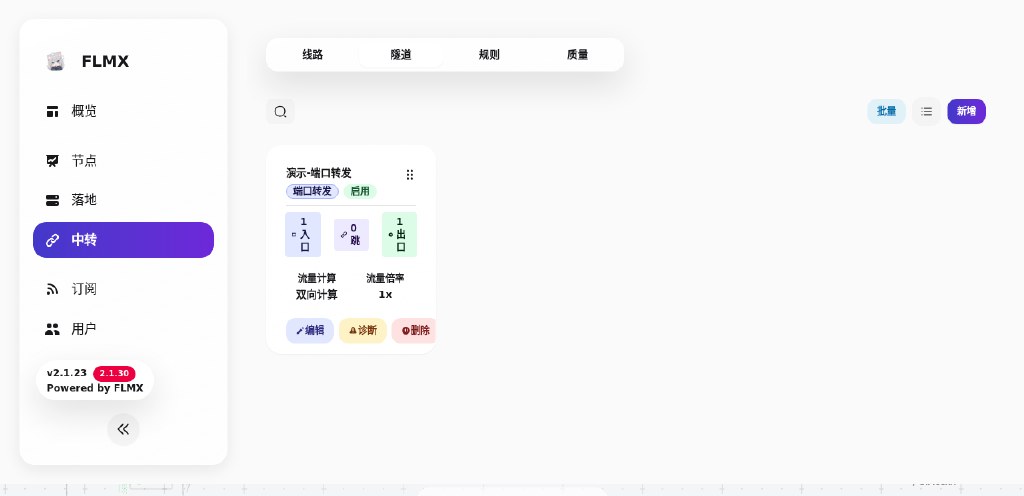 FLMX
概览
节点
落地
中转
订阅
用户
v2.1.23 2.1.30
Powered by FLMX
线路 隧道 规则 质量
批量 新增
演示-端口转发
端口转发 启用
1入口 0跳 1出口
流量计算 流量倍率
双向计算 1x
编辑 诊断 删除